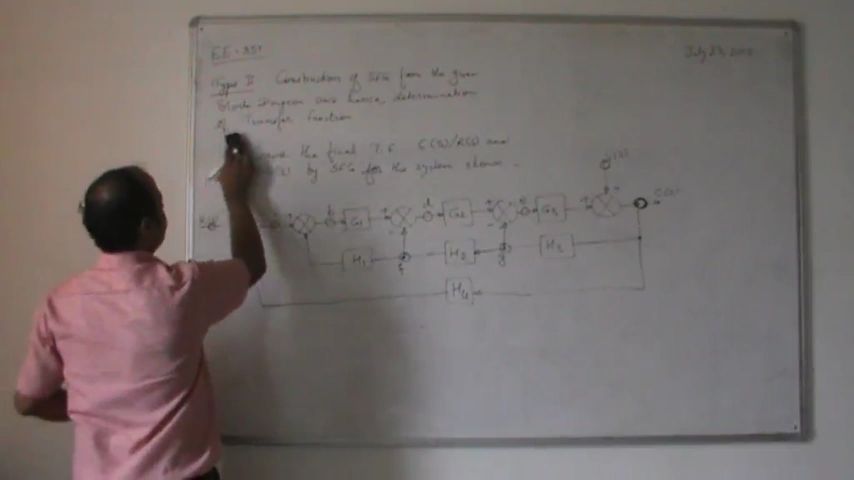 EE-351
July 23, 2005
Type II Construction of SFG from the given
Block Diagram and hence determination
of Transfer Function
the final T.F. C(s)/R(s) and
by SFG for the system shown.
b G1 d G2 e G3
H1 f H2 g H3
H4